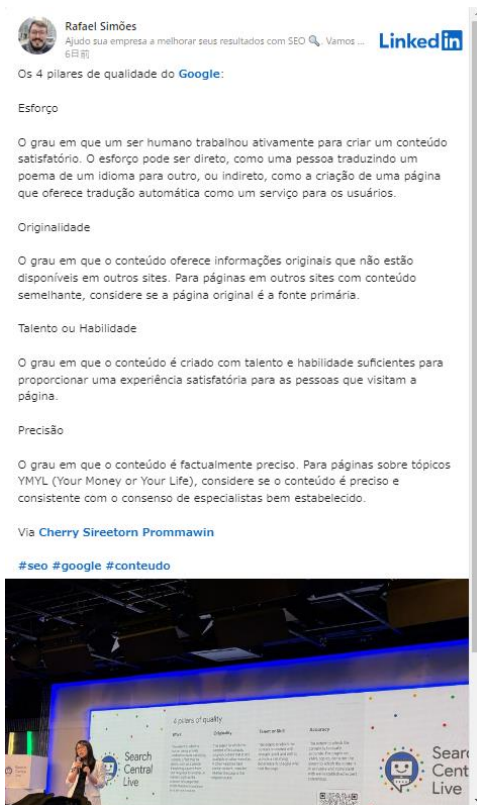 Rafael Simões
Ajudo sua empresa a melhorar seus resultados com SEO 🔍. Vamos ...
6日前
LinkedIn
Os 4 pilares de qualidade do Google:
Esforço
O grau em que um ser humano trabalhou ativamente para criar um conteúdo
satisfatório. O esforço pode ser direto, como uma pessoa traduzindo um
poema de um idioma para outro, ou indireto, como a criação de uma página
que oferece tradução automática como um serviço para os usuários.
Originalidade
O grau em que o conteúdo oferece informações originais que não estão
disponíveis em outros sites. Para páginas em outros sites com conteúdo
semelhante, considere se a página original é a fonte primária.
Talento ou Habilidade
O grau em que o conteúdo é criado com talento e habilidade suficientes para
proporcionar uma experiência satisfatória para as pessoas que visitam a
página.
Precisão
O grau em que o conteúdo é factualmente preciso. Para páginas sobre tópicos
YMYL (Your Money or Your Life), considere se o conteúdo é preciso e
consistente com o consenso de especialistas bem estabelecido.
Via Cherry Sireetorn Prommawin
#seo #google #conteudo
4 pillars of quality
Effort
Originality
Talent or Skill
Accuracy
Search
Central
Live
Searc
Cent
Live